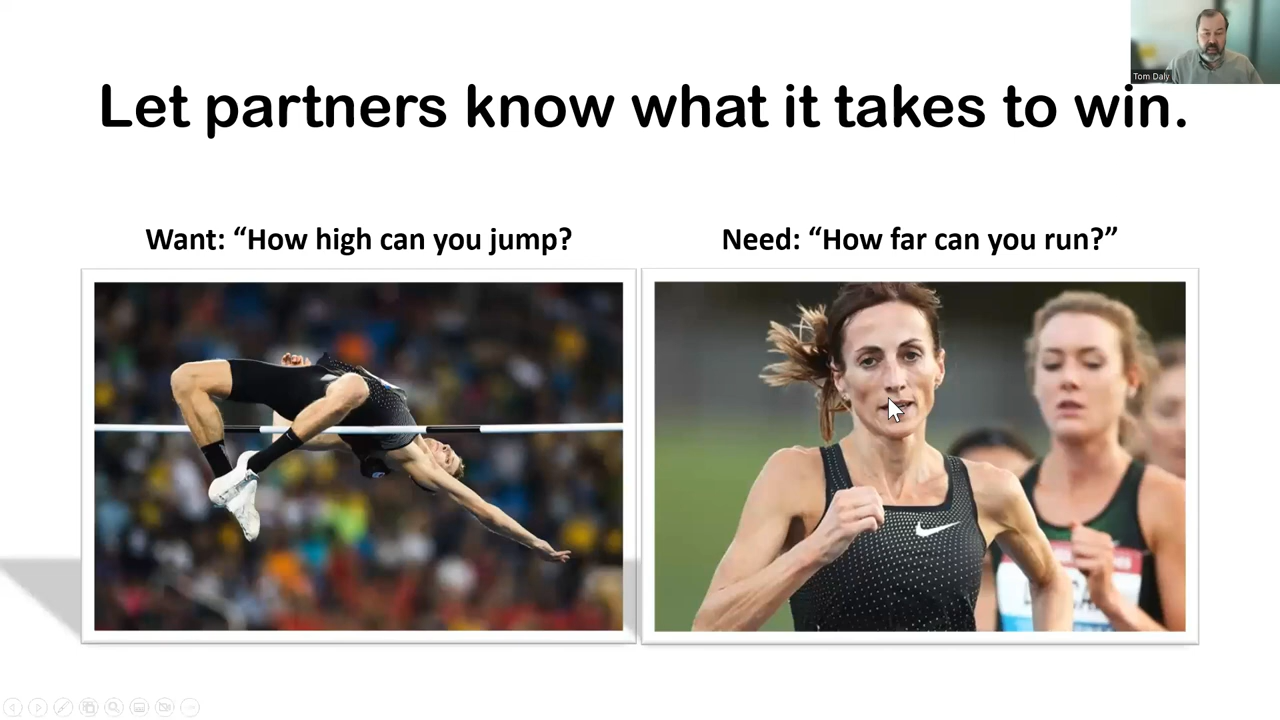 Tom Daly
Let partners know what it takes to win.
Want: “How high can you jump?
Need: “How far can you run?”